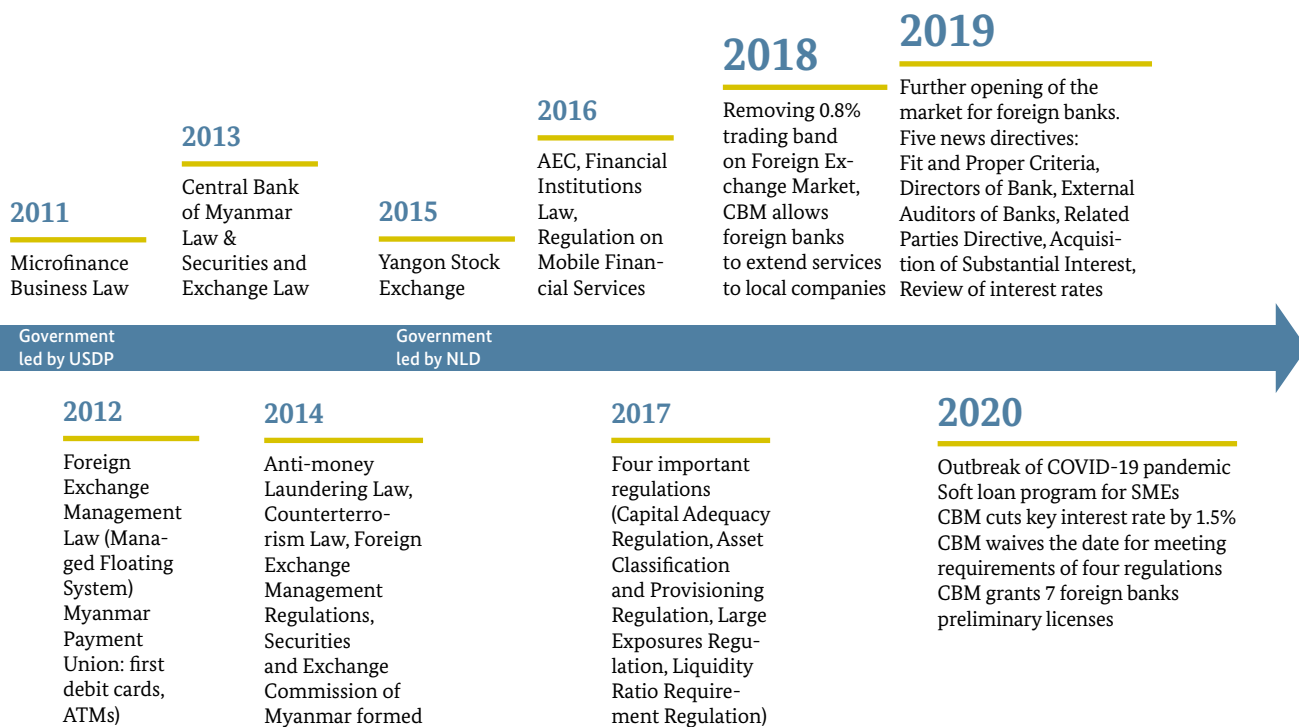 2011
Microfinance
Business Law
2013
Central Bank
of Myanmar
Law &
Securities and
Exchange Law
2015
Yangon Stock
Exchange
2016
AEC, Financial
Institutions
Law,
Regulation on
Mobile Finan-
cial Services
2018
Removing 0.8%
trading band
on Foreign Ex-
change Market,
CBM allows
foreign banks
to extend services
to local companies
2019
Further opening of the
market for foreign banks.
Five news directives:
Fit and Proper Criteria,
Directors of Bank, External
Auditors of Banks, Related
Parties Directive, Acquisi-
tion of Substantial Interest,
Review of interest rates
Government
led by USDP
Government
led by NLD
2012
Foreign
Exchange
Management
Law (Mana-
ged Floating
System)
Myanmar
Payment
Union: first
debit cards,
ATMs)
2014
Anti-money
Laundering Law,
Counterterro-
rism Law, Foreign
Exchange
Management
Regulations,
Securities
and Exchange
Commission of
Myanmar formed
2017
Four important
regulations
(Capital Adequacy
Regulation, Asset
Classification
and Provisioning
Regulation, Large
Exposures Regu-
lation, Liquidity
Ratio Require-
ment Regulation)
2020
Outbreak of COVID-19 pandemic
Soft loan program for SMEs
CBM cuts key interest rate by 1.5%
CBM waives the date for meeting
requirements of four regulations
CBM grants 7 foreign banks
preliminary licenses